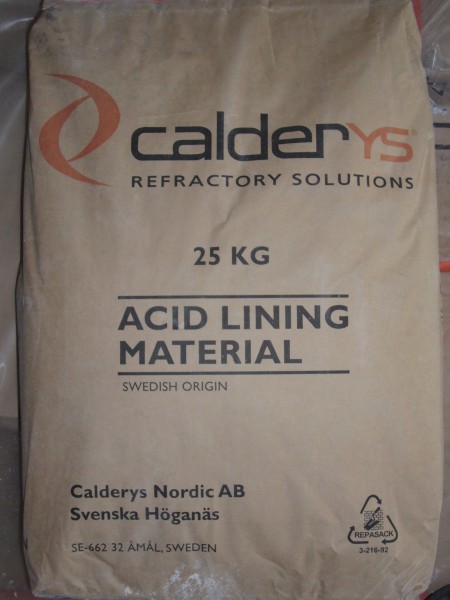 calderys
REFRACTORY SOLUTIONS
25 KG
ACID LINING
MATERIAL
SWEDISH ORIGIN
Calderys Nordic AB
Svenska Höganäs
SE-662 32 ÅMÅL, SWEDEN
REPASACK
3-216-92